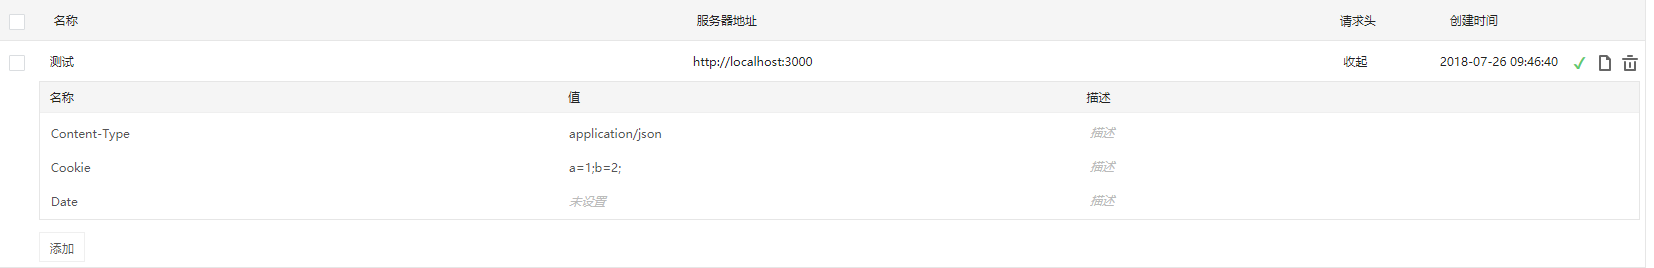 名称 服务器地址 请求头 创建时间
测试 http://localhost:3000 收起 2018-07-26 09:46:40
名称 值 描述
Content-Type application/json 描述
Cookie a=1;b=2; 描述
Date 未设置 描述
添加